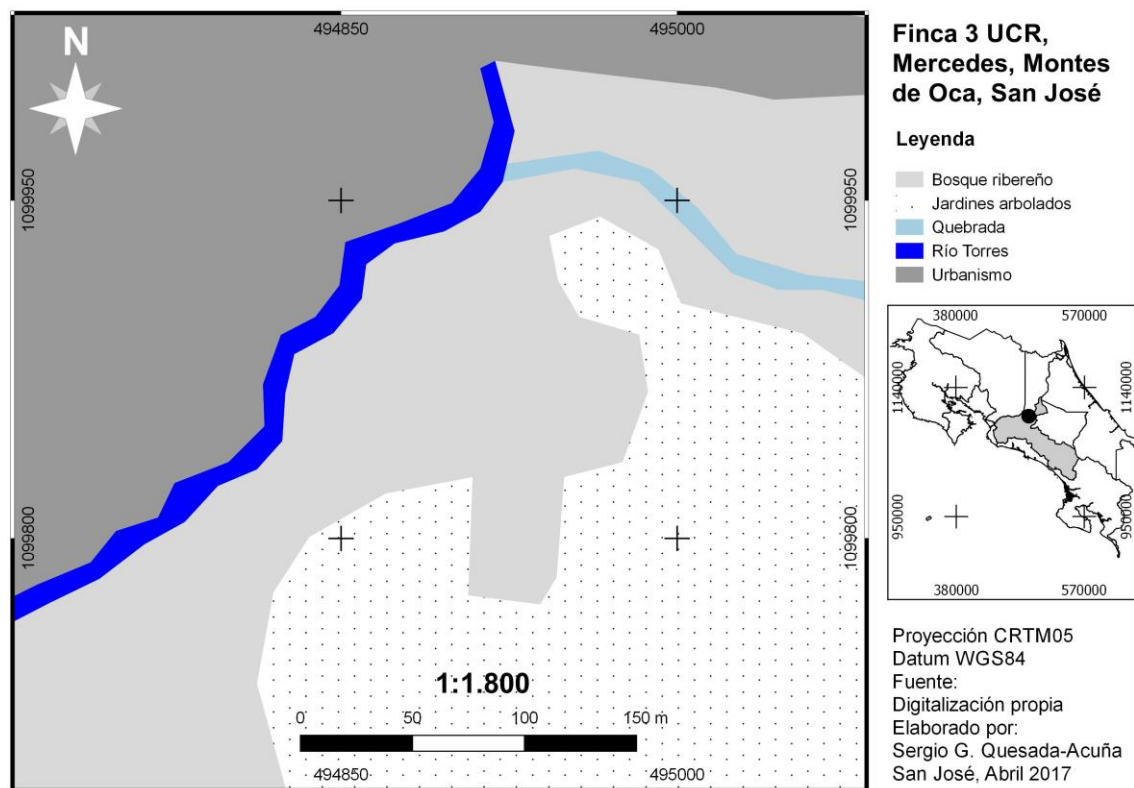 494850
495000
N
1099950
1099950
1099800
1099800
1:1.800
0 50 100 150 m
494850
495000
Finca 3 UCR,
Mercedes, Montes
de Oca, San José
Leyenda
Bosque ribereño
Jardines arbolados
Quebrada
Río Torres
Urbanismo
380000
570000
1140000
1140000
950000
950000
380000
570000
Proyección CRTM05
Datum WGS84
Fuente:
Digitalización propia
Elaborado por:
Sergio G. Quesada-Acuña
San José, Abril 2017